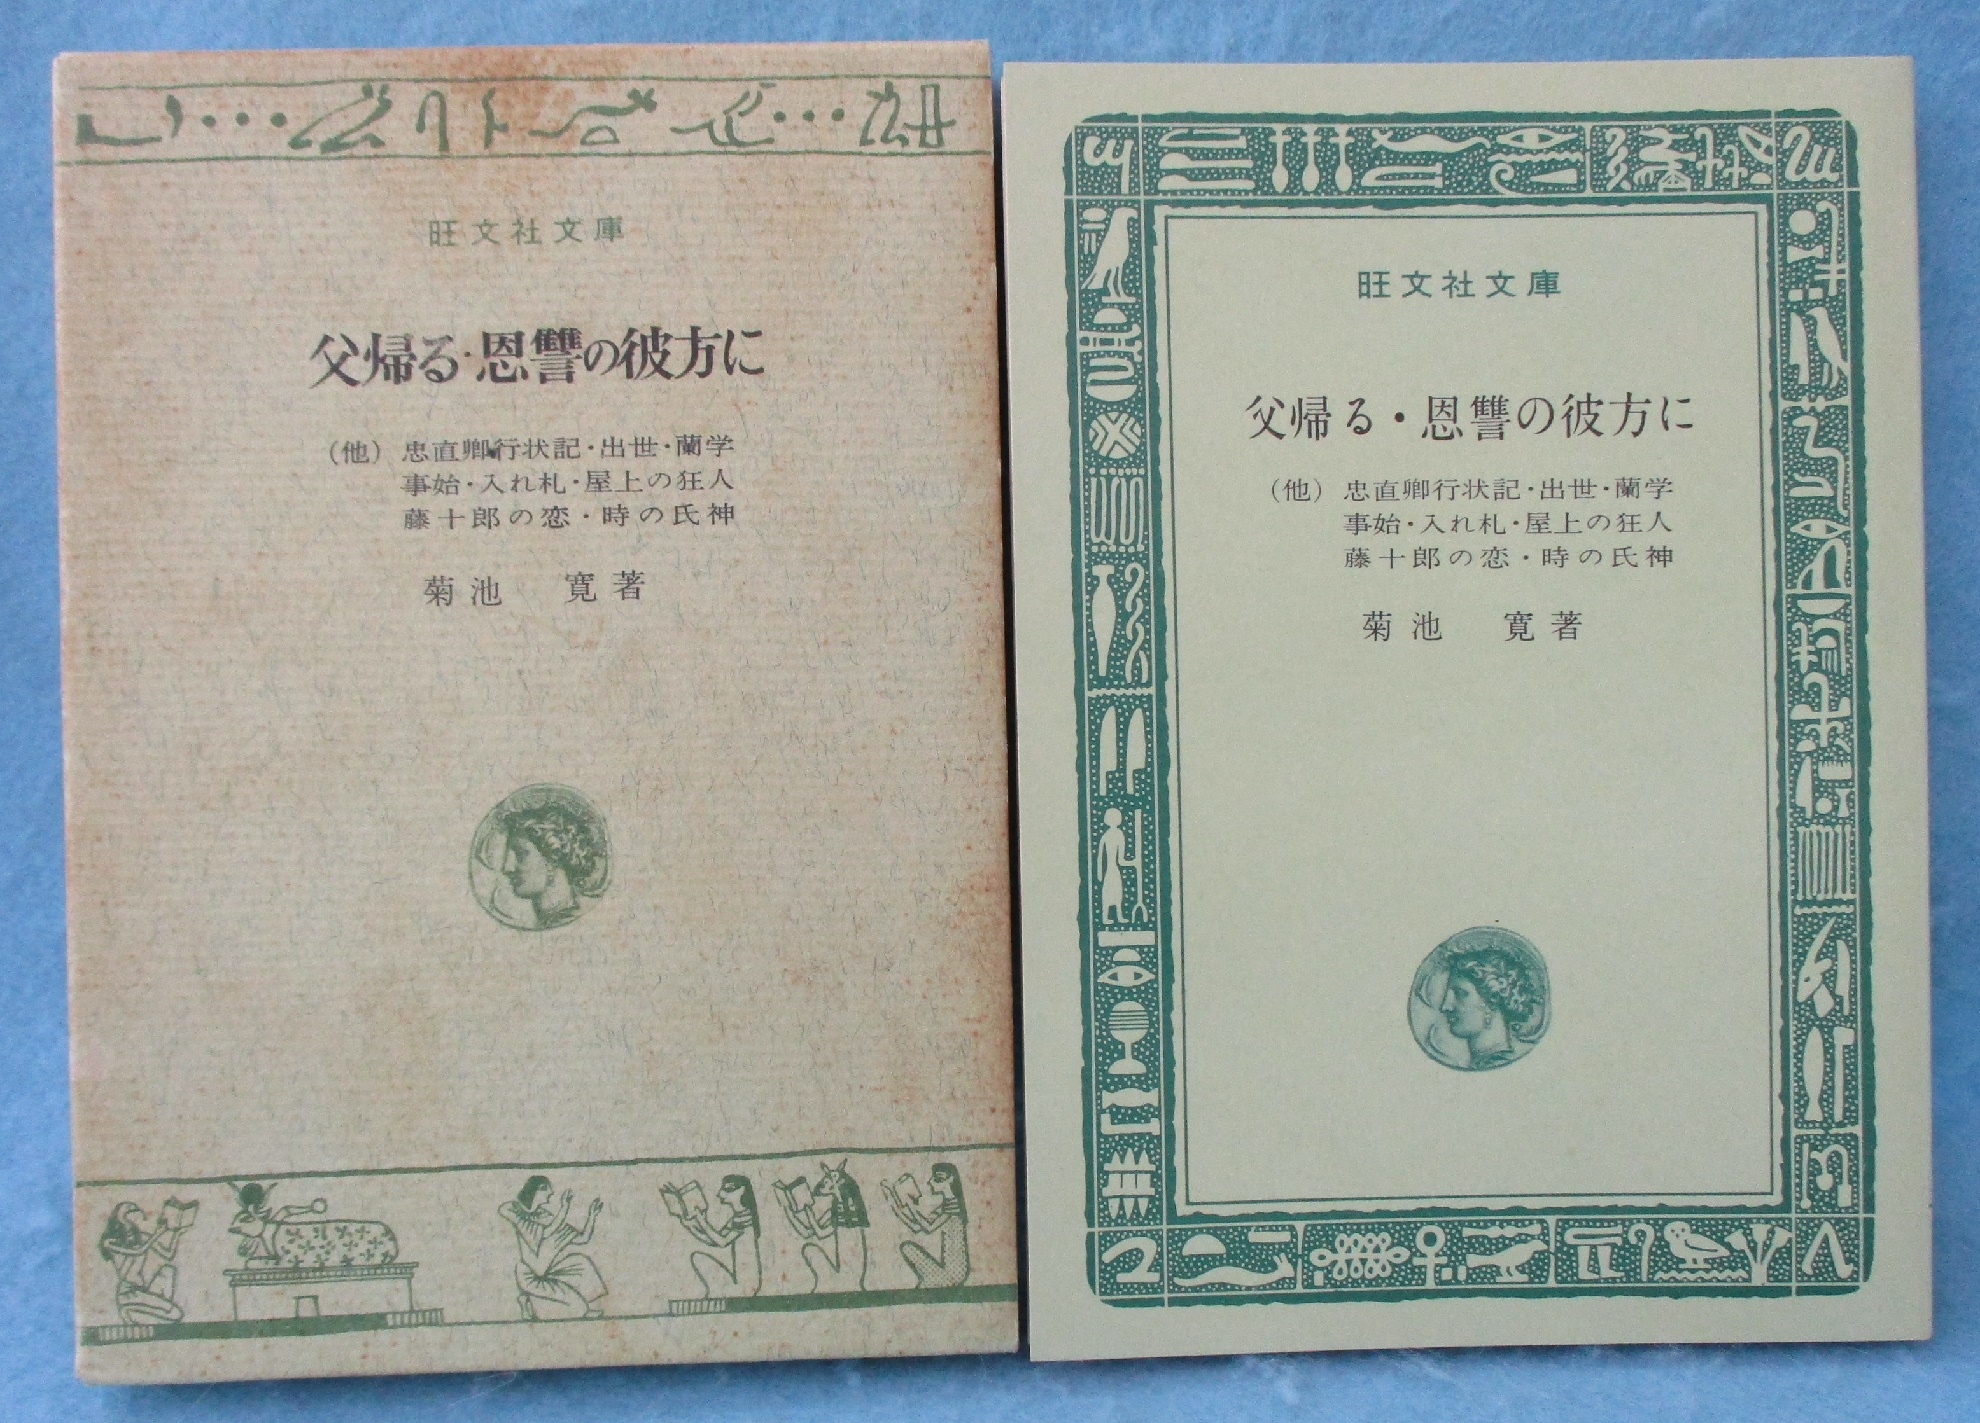 旺文社文庫
父帰る・恩讐の彼方に
(他) 忠直卿行状記・出世・蘭学
事始・入れ札・屋上の狂人
藤十郎の恋・時の氏神
菊池 寛著
旺文社文庫
父帰る・恩讐の彼方に
(他) 忠直卿行状記・出世・蘭学
事始・入れ札・屋上の狂人
藤十郎の恋・時の氏神
菊池 寛著